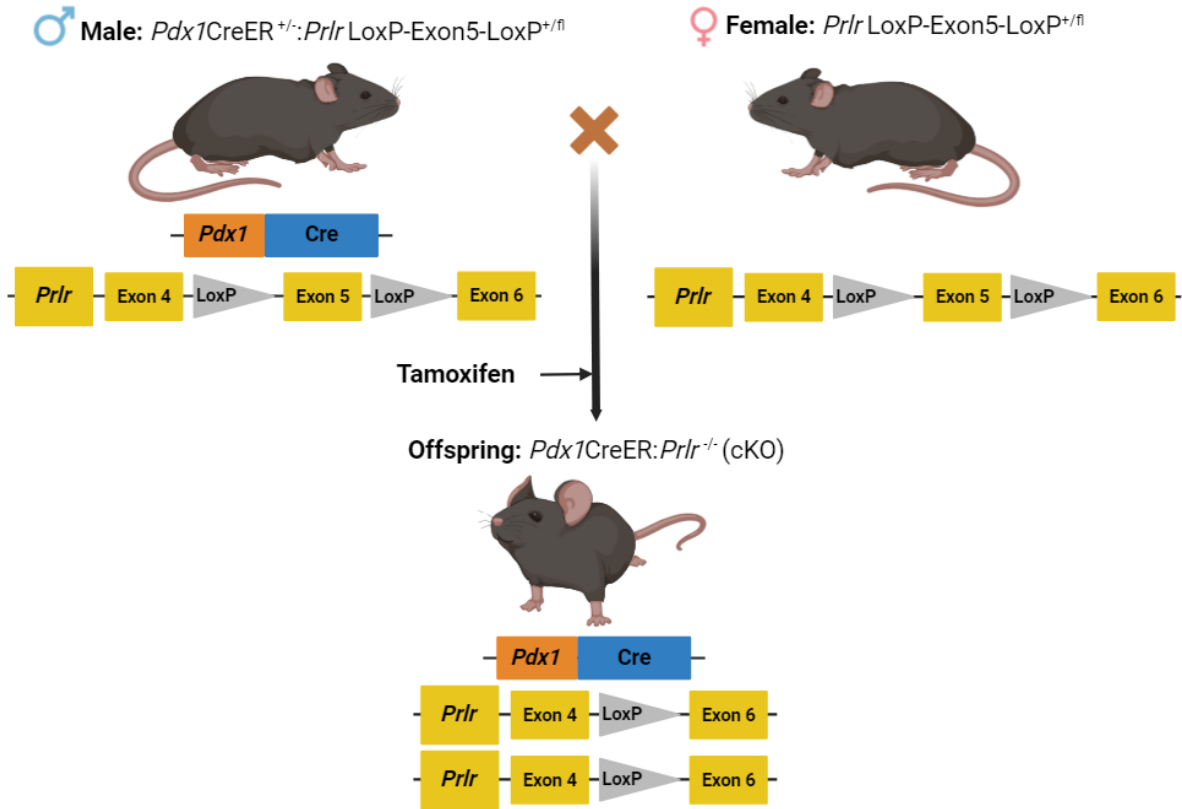 Male: Pdx1CreER+/-:Prlr LoxP-Exon5-LoxP+/fl
Female: Prlr LoxP-Exon5-LoxP+/fl
Pdx1 Cre
Prlr Exon 4 LoxP Exon 5 LoxP Exon 6
Prlr Exon 4 LoxP Exon 5 LoxP Exon 6
Tamoxifen
Offspring: Pdx1CreER:Prlr -/- (cKO)
Pdx1 Cre
Prlr Exon 4 LoxP Exon 6
Prlr Exon 4 LoxP Exon 6